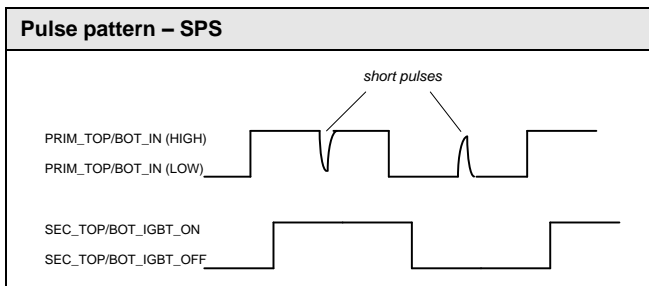 Pulse pattern – SPS
short pulses
PRIM_TOP/BOT_IN (HIGH)
PRIM_TOP/BOT_IN (LOW)
SEC_TOP/BOT_IGBT_ON
SEC_TOP/BOT_IGBT_OFF